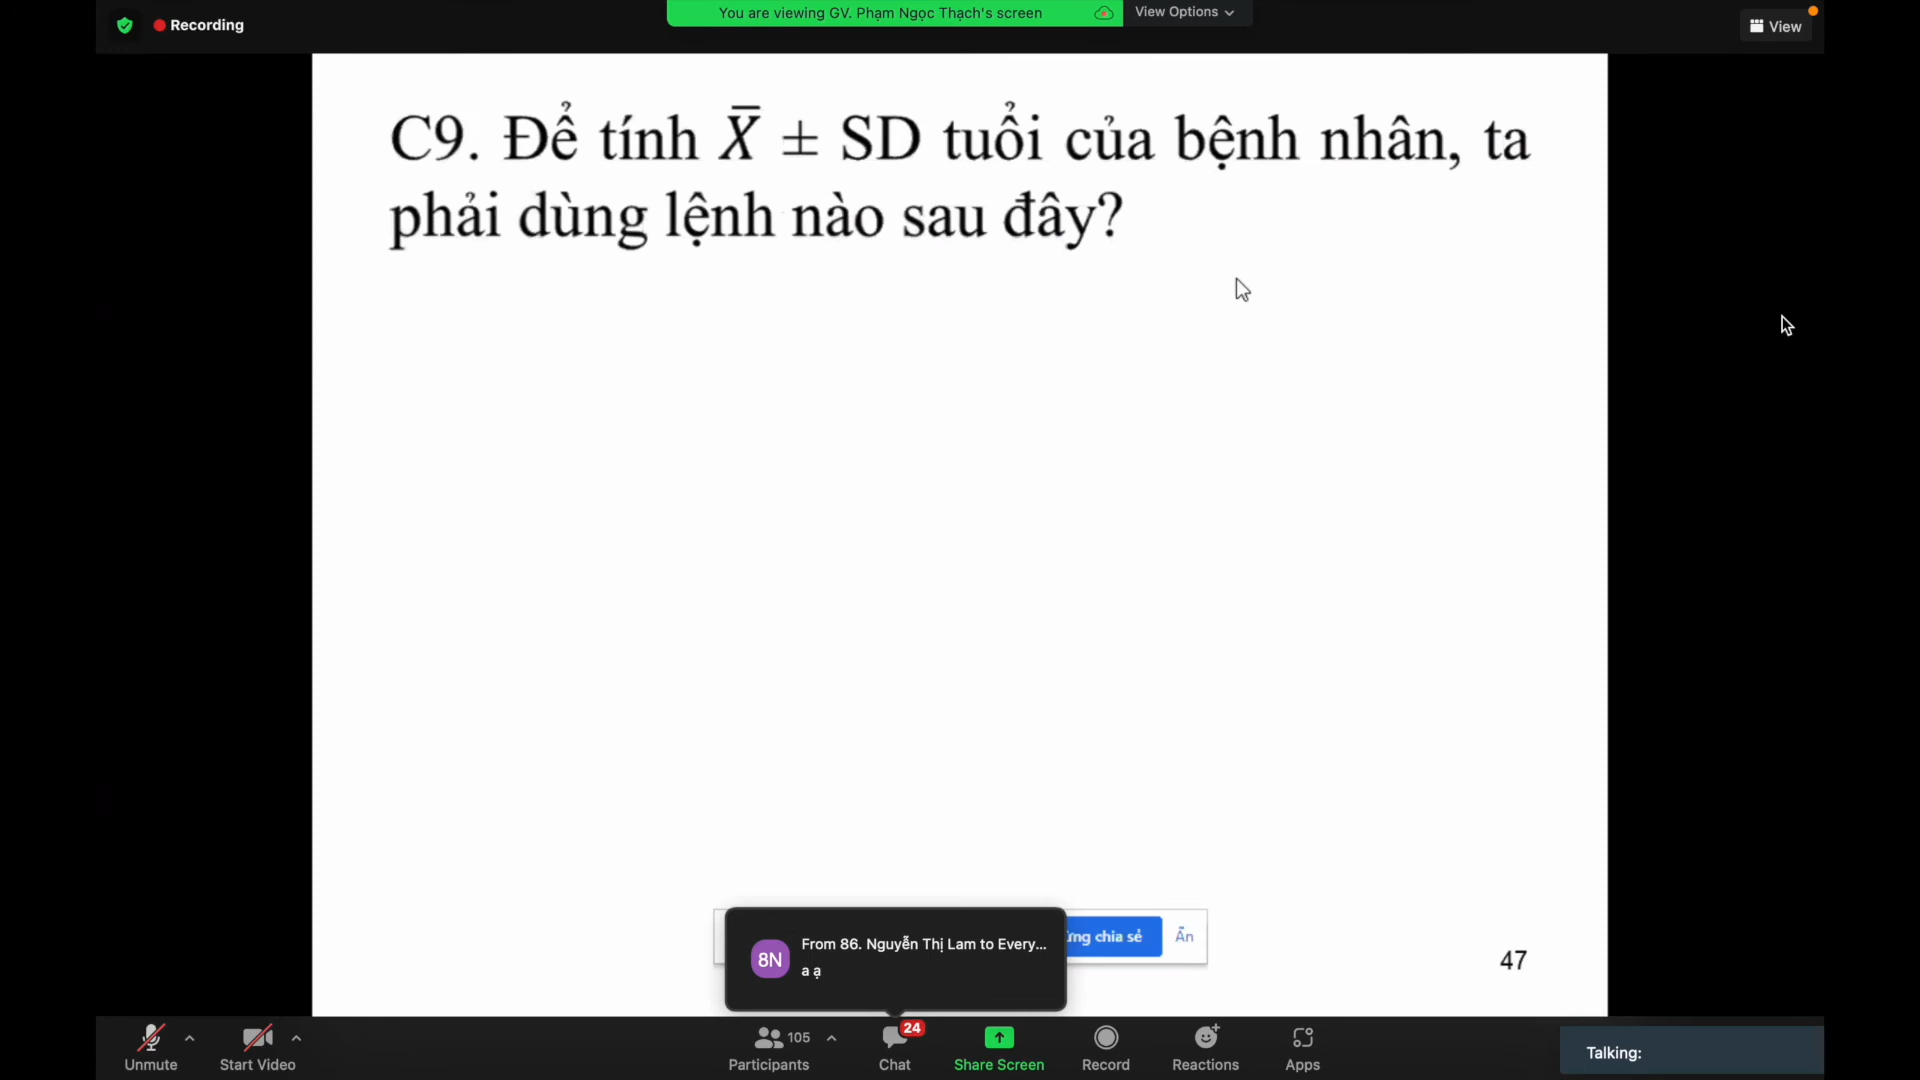 Recording
You are viewing GV. Phạm Ngọc Thạch's screen
View Options
View
C9. Để tính X̅ ± SD tuổi của bệnh nhân, ta
phải dùng lệnh nào sau đây?
From 86. Nguyễn Thị Lam to Every...
8N
a ạ
chia sẻ
Ẩn
47
Unmute
Start Video
105
Participants
24
Chat
Share Screen
Record
Reactions
Apps
Talking: